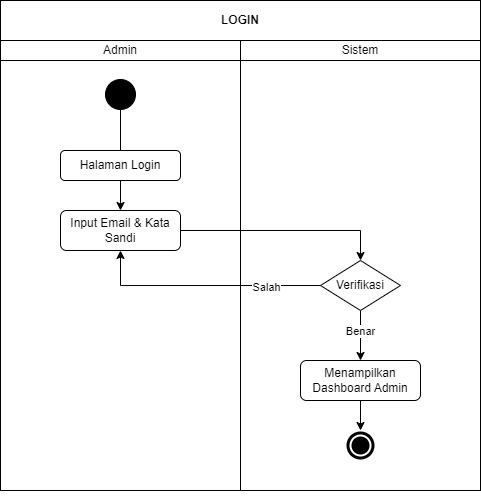 LOGIN
Admin
Sistem
Halaman Login
Input Email & Kata
Sandi
Verifikasi
Salah
Benar
Menampilkan
Dashboard Admin